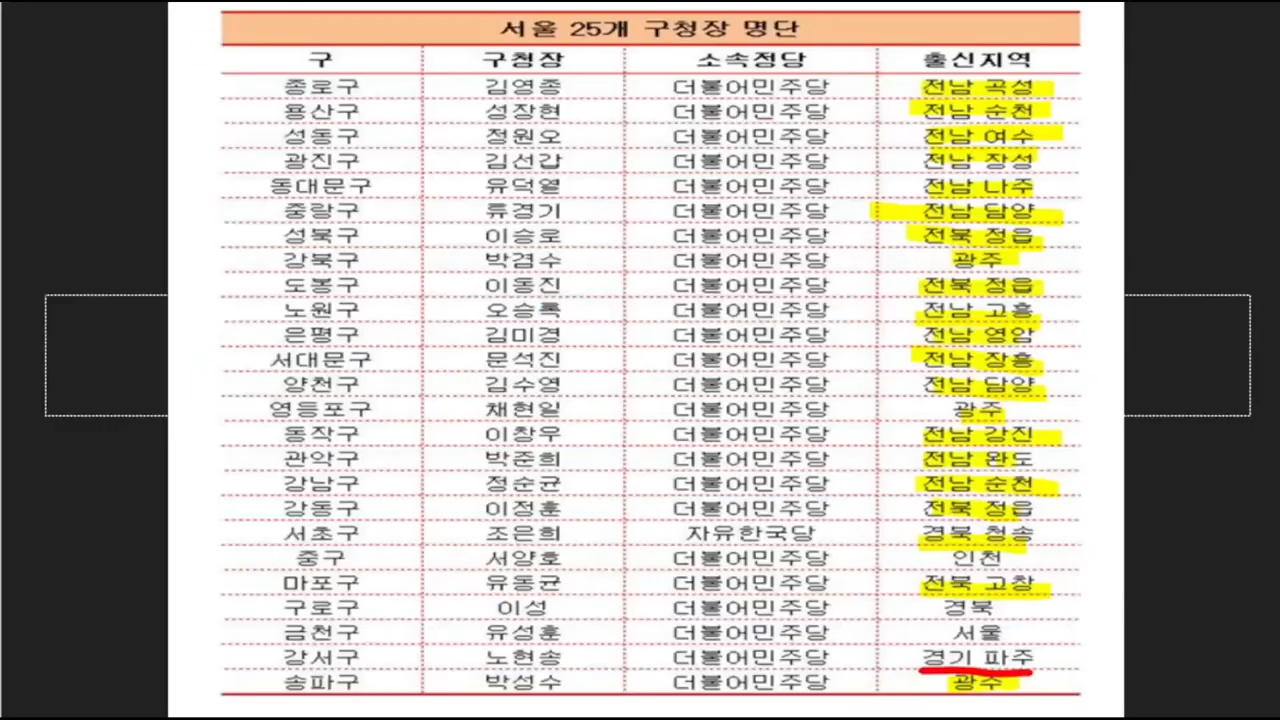 서울 25개 구청장 명단
구 구청장 소속정당 출신지역
종로구 김영종 더불어민주당 전남 곡성
용산구 성장현 더불어민주당 전남 순천
성동구 정원오 더불어민주당 전남 여수
광진구 김선갑 더불어민주당 전남 장성
동대문구 유덕열 더불어민주당 전남 나주
중랑구 류경기 더불어민주당 전남 담양
성북구 이승로 더불어민주당 전북 정읍
강북구 박겸수 더불어민주당 광주
도봉구 이동진 더불어민주당 전북 정읍
노원구 오승록 더불어민주당 전남 고흥
은평구 김미경 더불어민주당 전남 영암
서대문구 문석진 더불어민주당 전남 장흥
양천구 김수영 더불어민주당 전남 담양
영등포구 채현일 더불어민주당 광주
동작구 이창우 더불어민주당 전남 강진
관악구 박준희 더불어민주당 전남 완도
강남구 정순균 더불어민주당 전남 순천
강동구 이정훈 더불어민주당 전북 정읍
서초구 조은희 자유한국당 경북 청송
중구 서양호 더불어민주당 인천
마포구 유동균 더불어민주당 전북 고창
구로구 이성 더불어민주당 경북
금천구 유성훈 더불어민주당 서울
강서구 노현송 더불어민주당 경기 파주
송파구 박성수 더불어민주당 광주